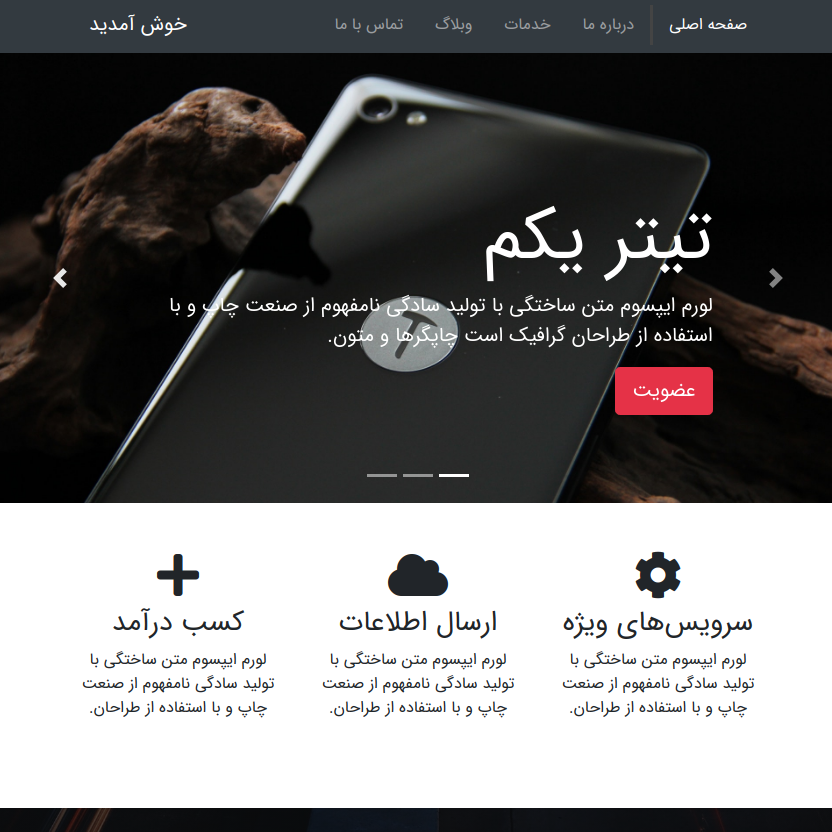 صفحه اصلی
درباره ما
خدمات
وبلاگ
تماس با ما
خوش آمدید
تیتر یکم
لورم ایپسوم متن ساختگی با تولید سادگی نامفهوم از صنعت چاپ و با
استفاده از طراحان گرافیک است چاپگرها و متون.
عضویت
سرویس‌های ویژه
لورم ایپسوم متن ساختگی با
تولید سادگی نامفهوم از صنعت
چاپ و با استفاده از طراحان.
ارسال اطلاعات
لورم ایپسوم متن ساختگی با
تولید سادگی نامفهوم از صنعت
چاپ و با استفاده از طراحان.
کسب درآمد
لورم ایپسوم متن ساختگی با
تولید سادگی نامفهوم از صنعت
چاپ و با استفاده از طراحان.